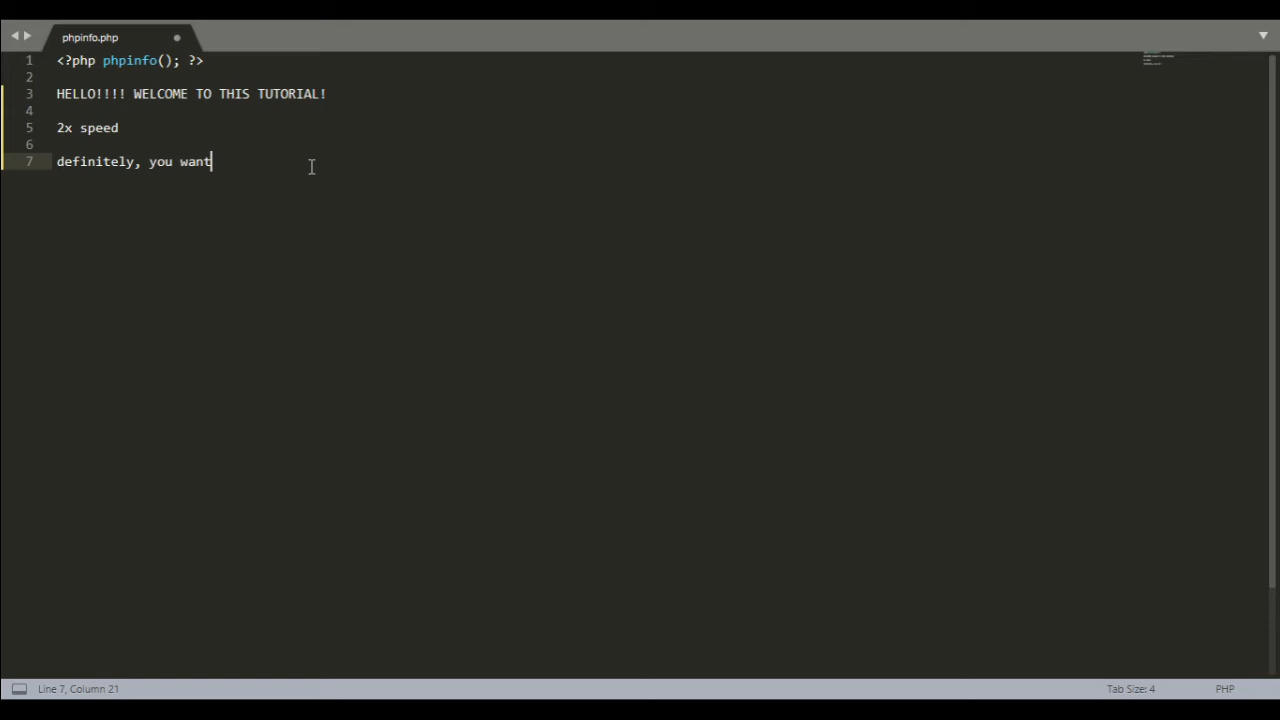 phpinfo.php
1 <?php phpinfo(); ?>
2
3 HELLO!!!! WELCOME TO THIS TUTORIAL!
4
5 2x speed
6
7 definitely, you want
Line 7, Column 21 Tab Size: 4 PHP